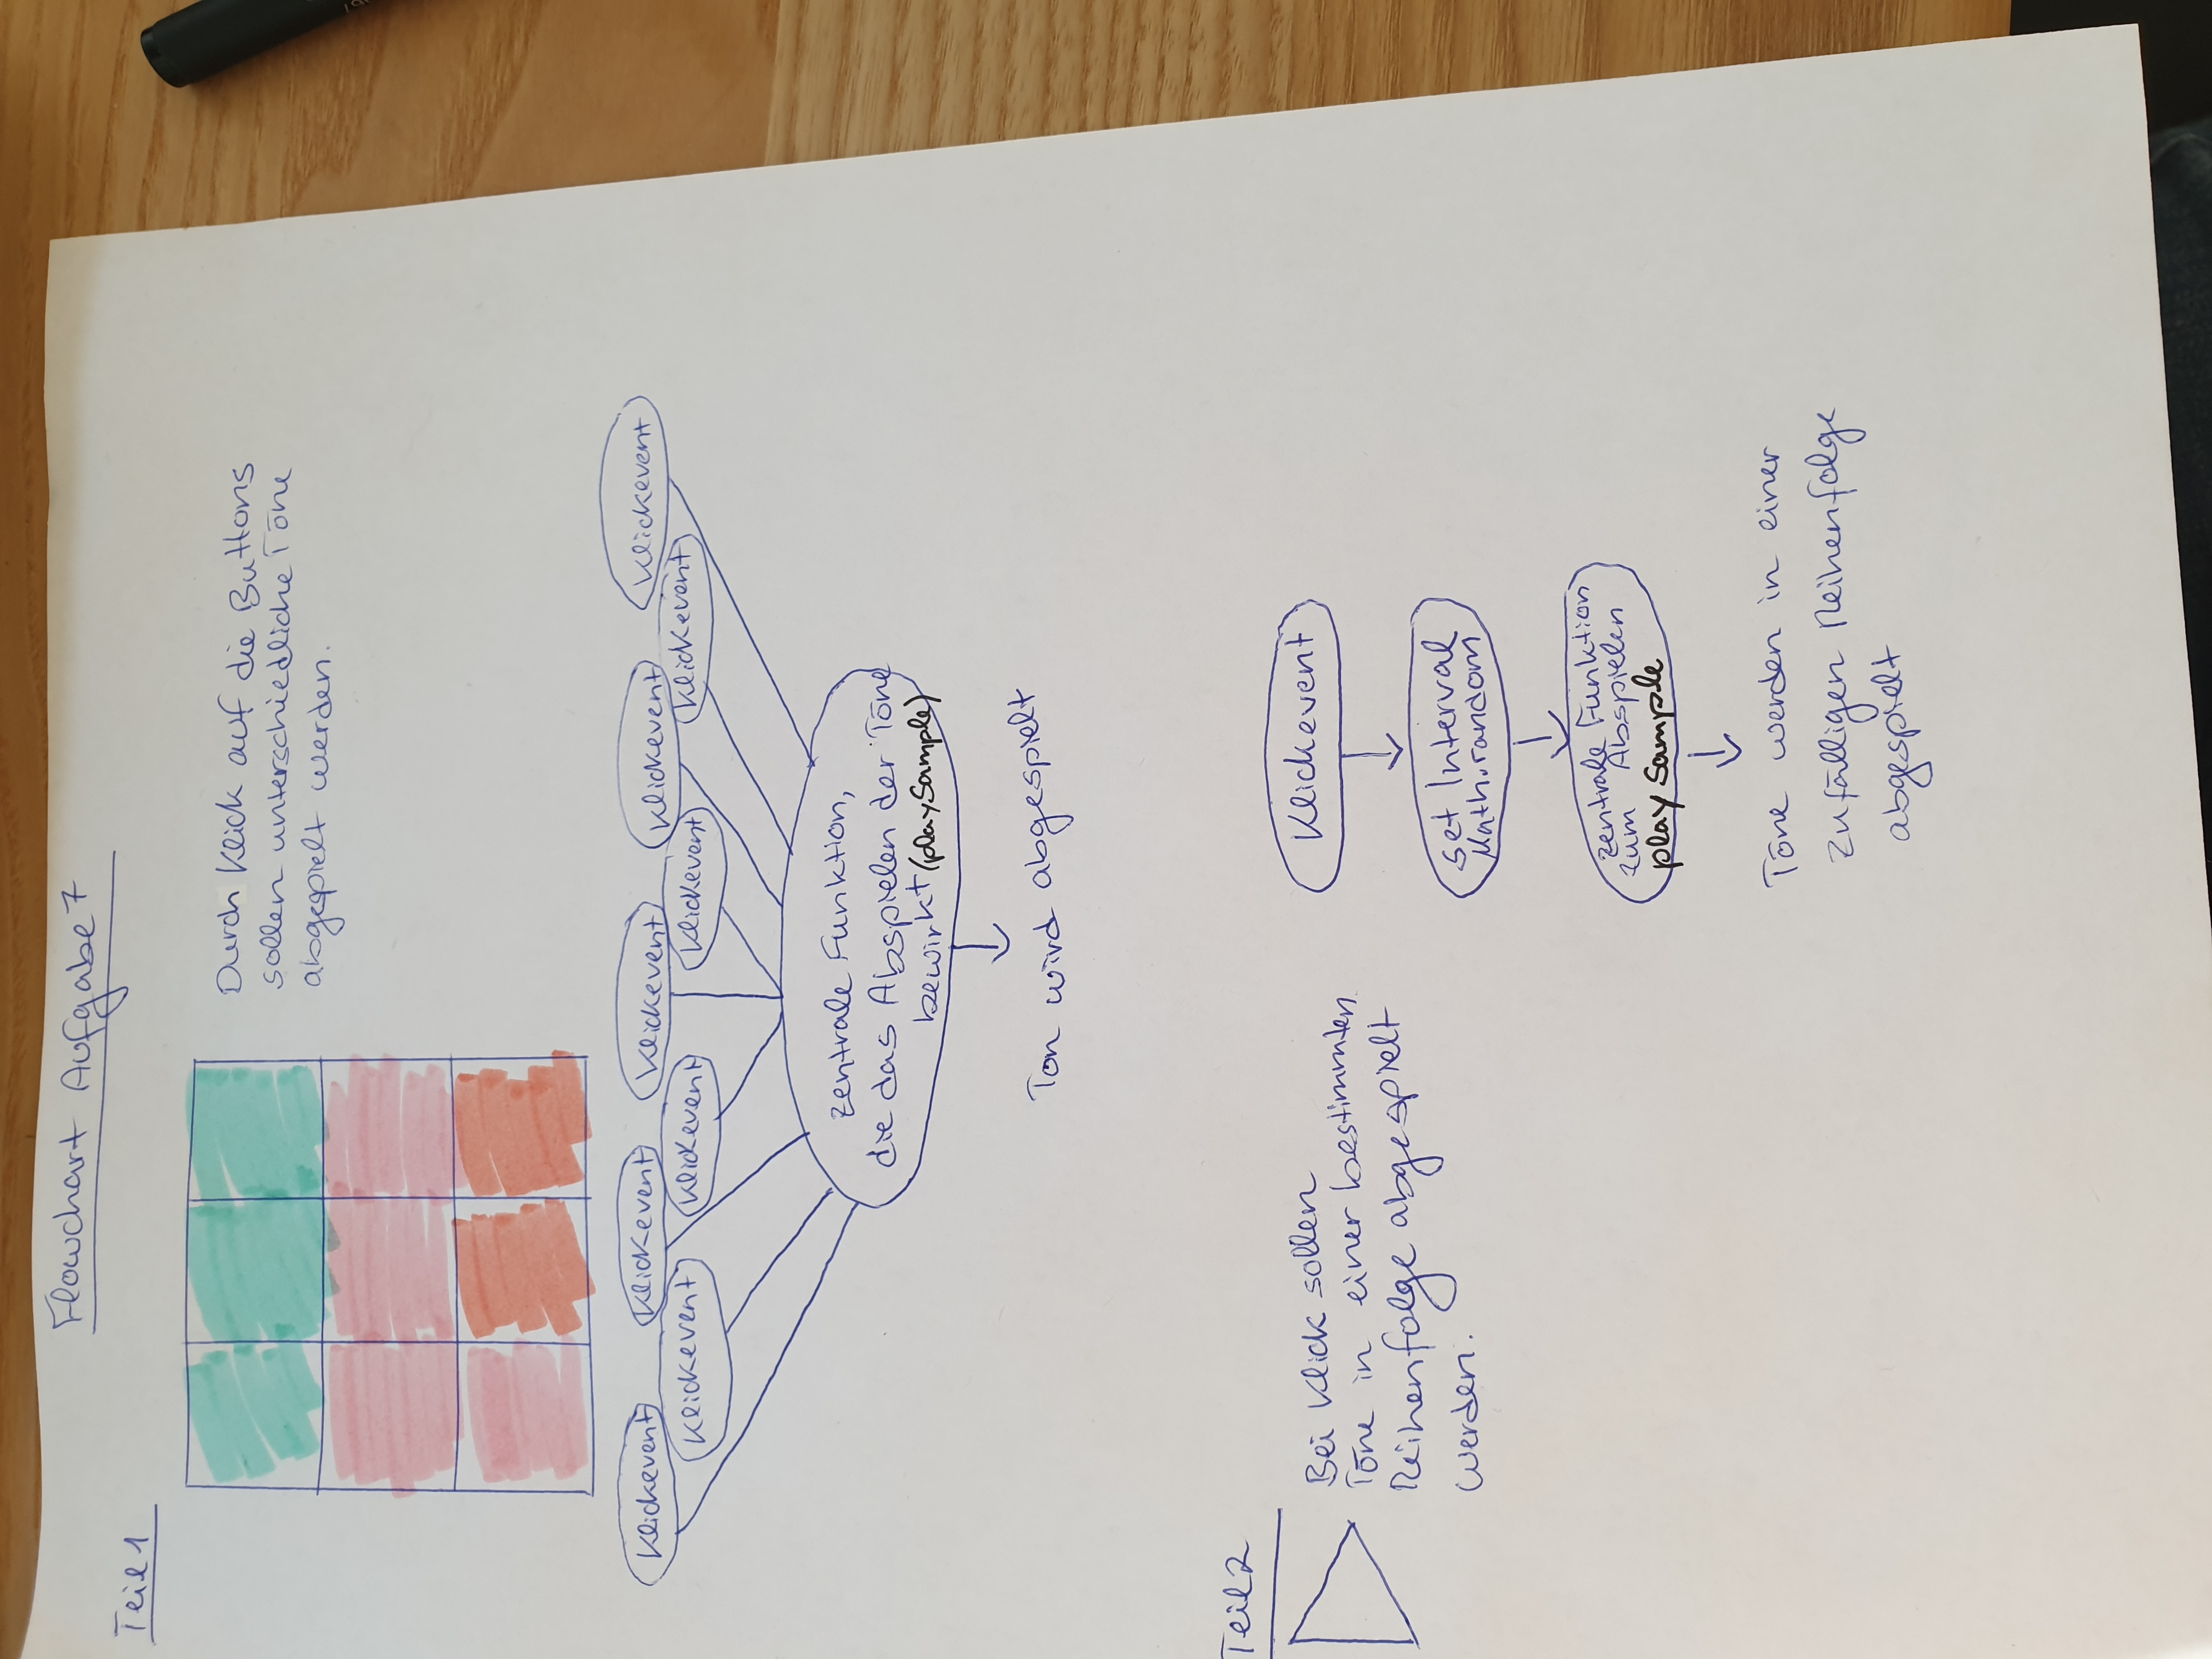 Flowchart Aufgabe 7
Teil 1
Durch Klick auf die Buttons
sollen unterschiedliche Töne
abgespielt werden.
Klickevent
Klickevent
Klickevent
Klickevent
Klickevent
Klickevent
Klickevent
Klickevent
Klickevent
zentrale Funktion,
die das Abspielen der Töne
bewirkt (playSample)
Ton wird abgespielt
Teil 2
Bei Klick sollen
Töne in einer bestimmten
Reihenfolge abgespielt
werden.
Klickevent
set Interval
Math.random
zentrale Funktion
zum Abspielen
play Sample
Töne werden in einer
zufälligen Reihenfolge
abgespielt